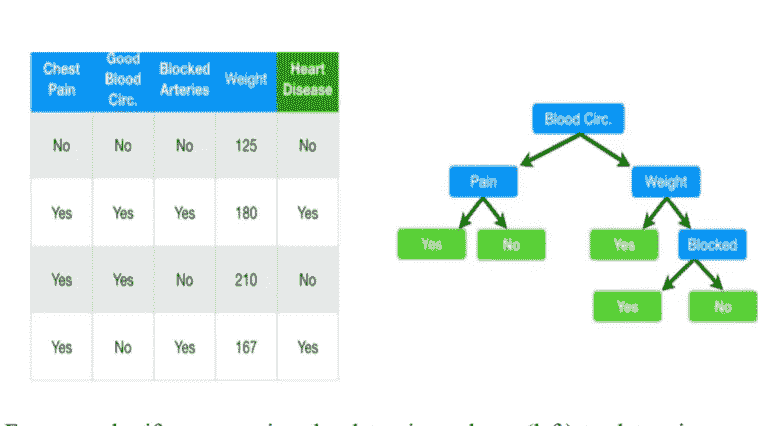 Chest Pain Good Blood Circ. Blocked Arteries Weight Heart Disease
No No No 125 No
Yes Yes Yes 180 Yes
Yes Yes No 210 No
Yes No Yes 167 Yes
Blood Circ.
Pain Weight
Yes No Yes Blocked
Yes No